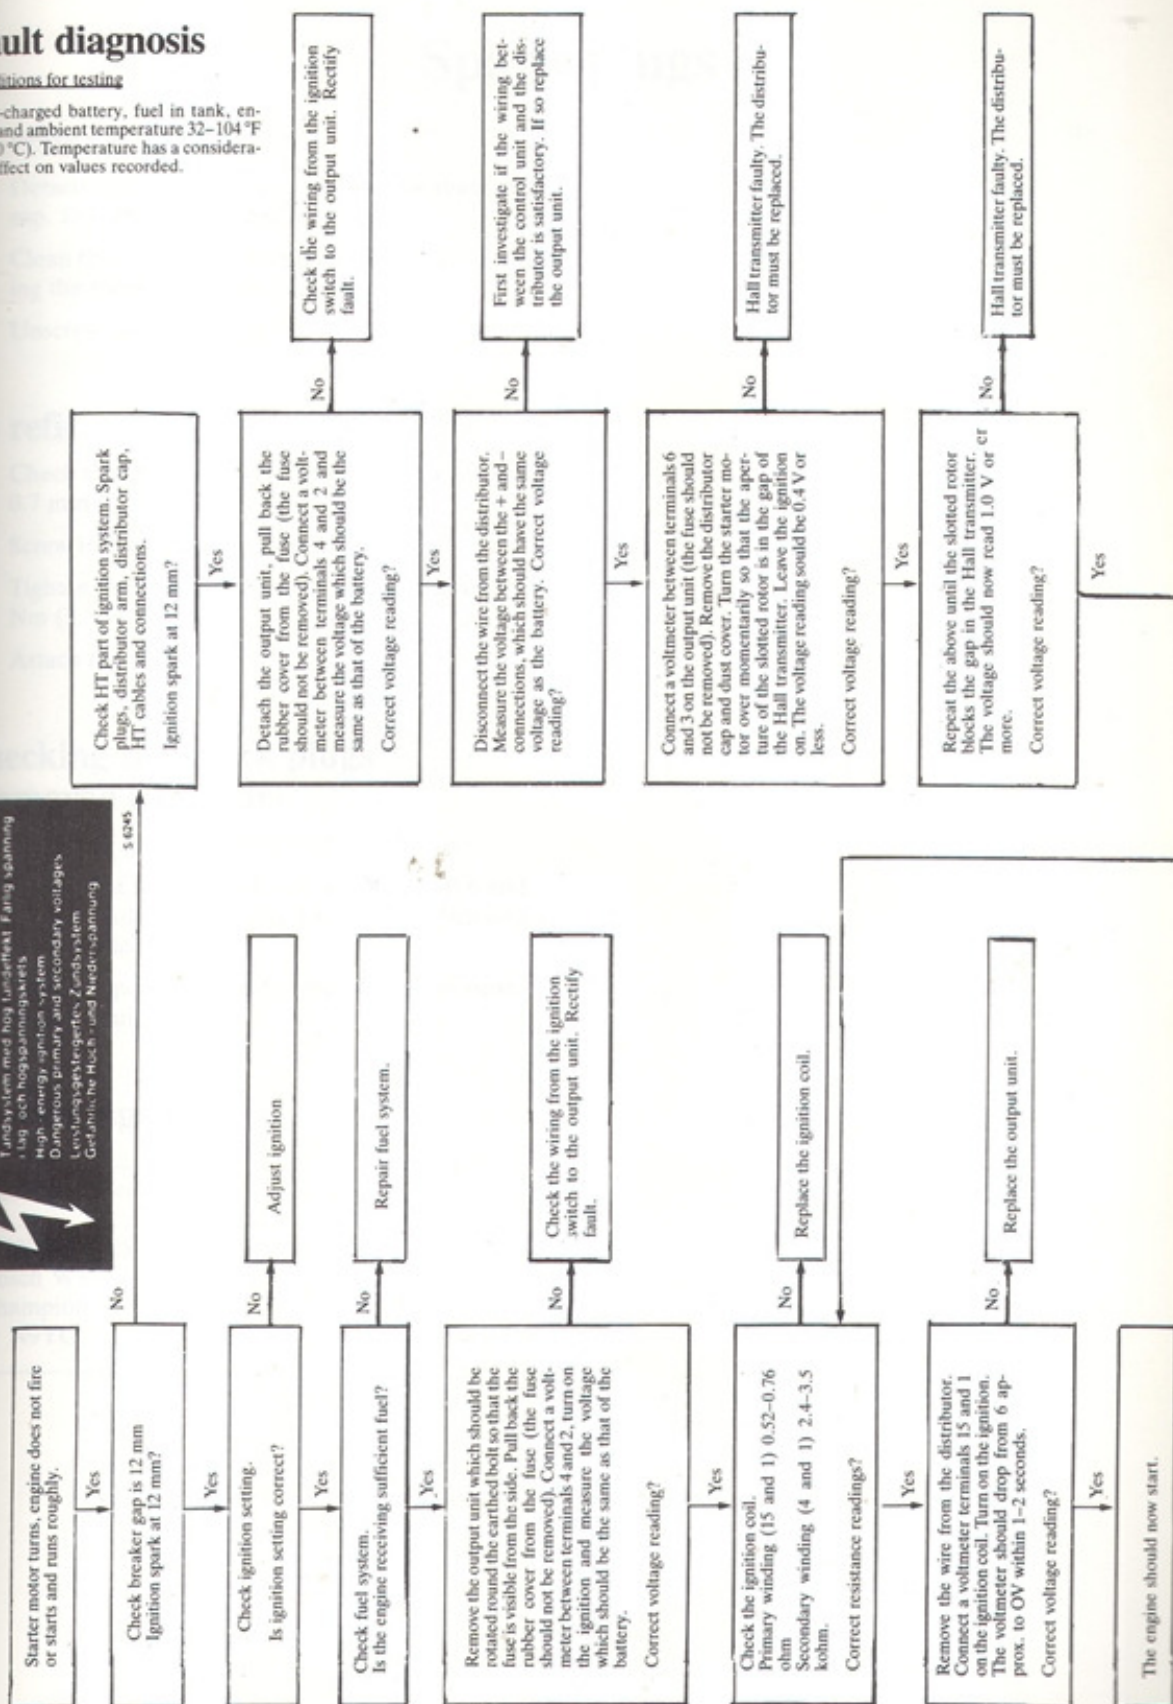 ult diagnosis
itions for testing
-charged battery, fuel in tank, en-
and ambient temperature 32–104 °F
°C). Temperature has a considera-
ffect on values recorded.
Tändsystem med hög tändeffekt Farlig spänning
i låg- och högspänningskrets
High - energy ignition system
Dangerous primary and secondary voltages
Leistungsgesteigertes Zündsystem
Gefährliche Hoch- und Niederspannung
S 6245
Starter motor turns, engine does not fire
or starts and runs roughly.
Yes
Check breaker gap is 12 mm
Ignition spark at 12 mm?
No
Yes
Check ignition setting.
Is ignition setting correct?
No
Adjust ignition
Yes
Check fuel system.
Is the engine receiving sufficient fuel?
No
Repair fuel system.
Yes
Remove the output unit which should be
rotated round the earthed bolt so that the
fuse is visible from the side. Pull back the
rubber cover from the fuse (the fuse
should not be removed). Connect a volt-
meter between terminals 4 and 2, turn on
the ignition and measure the voltage
which should be the same as that of the
battery.
Correct voltage reading?
No
Check the wiring from the ignition
switch to the output unit. Rectify
fault.
Yes
Check the ignition coil.
Primary winding (15 and 1) 0.52–0.76
ohm
Secondary winding (4 and 1) 2.4–3.5
kohm.
Correct resistance readings?
No
Replace the ignition coil.
Yes
Remove the wire from the distributor.
Connect a voltmeter terminals 15 and 1
on the ignition coil. Turn on the ignition.
The voltmeter should drop from 6 ap-
prox. to OV within 1–2 seconds.
Correct voltage reading?
No
Replace the output unit.
Yes
The engine should now start.
Check HT part of ignition system. Spark
plugs, distributor arm, distributor cap,
HT cables and connections.
Ignition spark at 12 mm?
Yes
Detach the output unit, pull back the
rubber cover from the fuse (the fuse
should not be removed). Connect a volt-
meter between terminals 4 and 2 and
measure the voltage which should be the
same as that of the battery.
Correct voltage reading?
No
Check the wiring from the ignition
switch to the output unit. Rectify
fault.
Yes
Disconnect the wire from the distributor.
Measure the voltage between the + and –
connections, which should have the same
voltage as the battery. Correct voltage
reading?
No
First investigate if the wiring bet-
ween the control unit and the dis-
tributor is satisfactory. If so replace
the output unit.
Yes
Connect a voltmeter between terminals 6
and 3 on the output unit (the fuse should
not be removed). Remove the distributor
cap and dust cover. Turn the starter mo-
tor over momentarily so that the aper-
ture of the slotted rotor is in the gap of
the Hall transmitter. Leave the ignition
on. The voltage reading sould be 0.4 V or
less.
Correct voltage reading?
No
Hall transmitter faulty. The distribu-
tor must be replaced.
Yes
Repeat the above until the slotted rotor
blocks the gap in the Hall transmitter.
The voltage should now read 1.0 V or er
more.
Correct voltage reading?
No
Hall transmitter faulty. The distribu-
tor must be replaced.
Yes